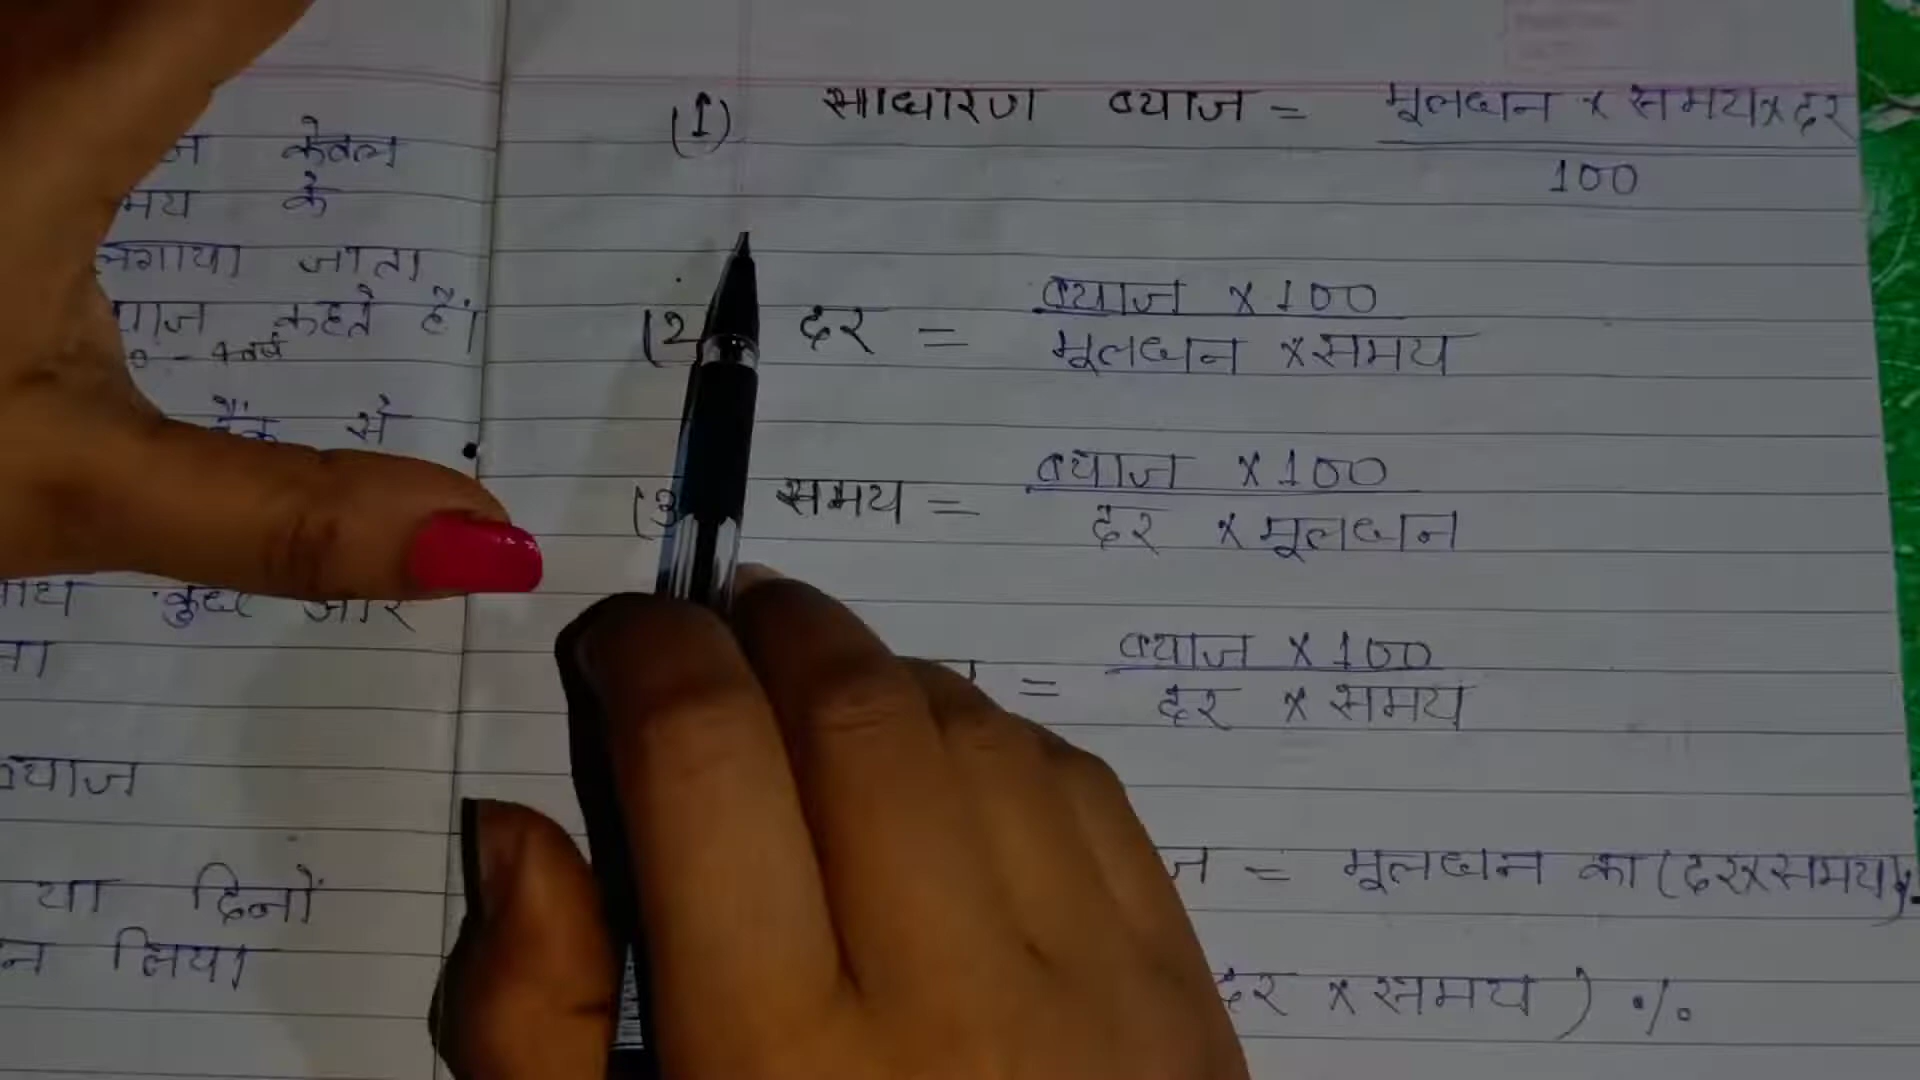 केवल
मय के
लगाया जाता
कहते हैं।
बैंक से
कुछ और
ब्याज
या दिनों
न लिया
(1) साधारण ब्याज = मूलधन x समय x दर
100
(2 दर = ब्याज x 100
मूलधन x समय
(3 समय = ब्याज x 100
दर x मूलधन
= ब्याज x 100
दर x समय
ज = मूलधन का (दर x समय)
दर x समय ) %